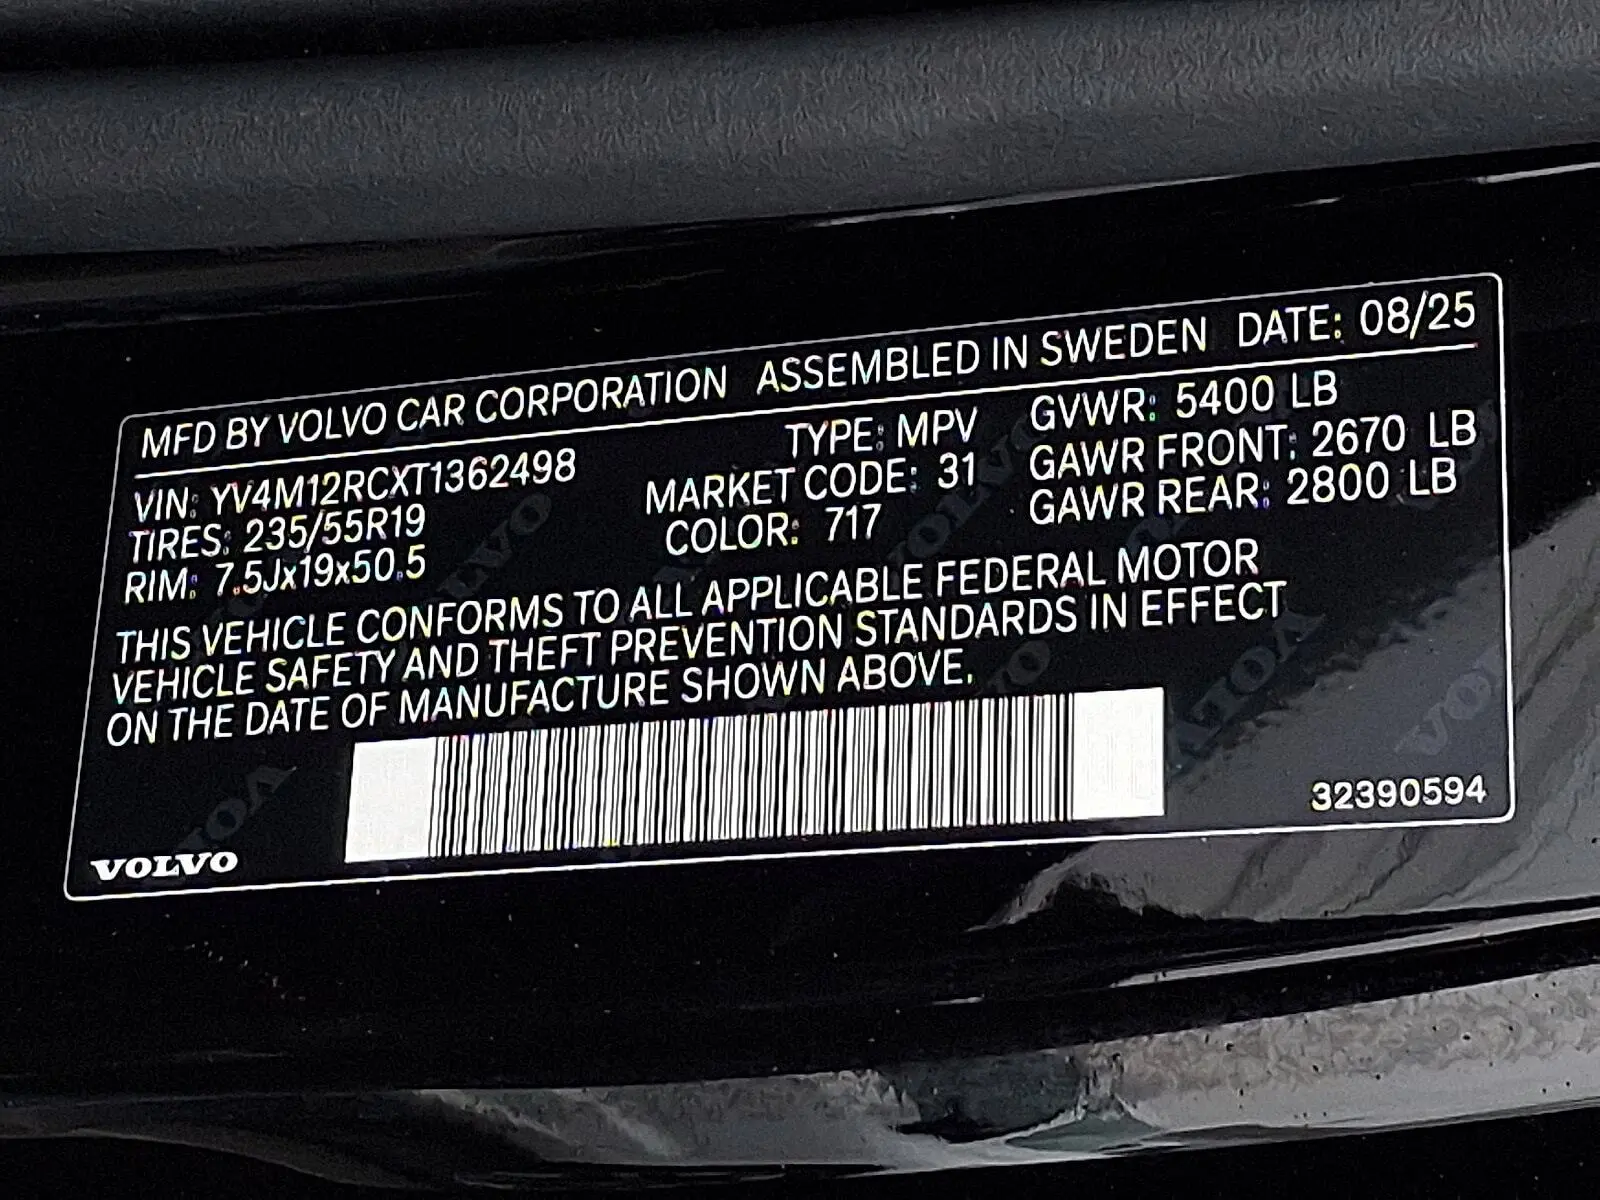 MFD BY VOLVO CAR CORPORATION ASSEMBLED IN SWEDEN DATE: 08/25
VIN: YV4M12RCXT1362498 TYPE: MPV GVWR: 5400 LB
TIRES: 235/55R19 MARKET CODE: 31 GAWR FRONT: 2670 LB
RIM: 7.5Jx19x50.5 COLOR: 717 GAWR REAR: 2800 LB
THIS VEHICLE CONFORMS TO ALL APPLICABLE FEDERAL MOTOR
VEHICLE SAFETY AND THEFT PREVENTION STANDARDS IN EFFECT
ON THE DATE OF MANUFACTURE SHOWN ABOVE.
32390594
VOLVO